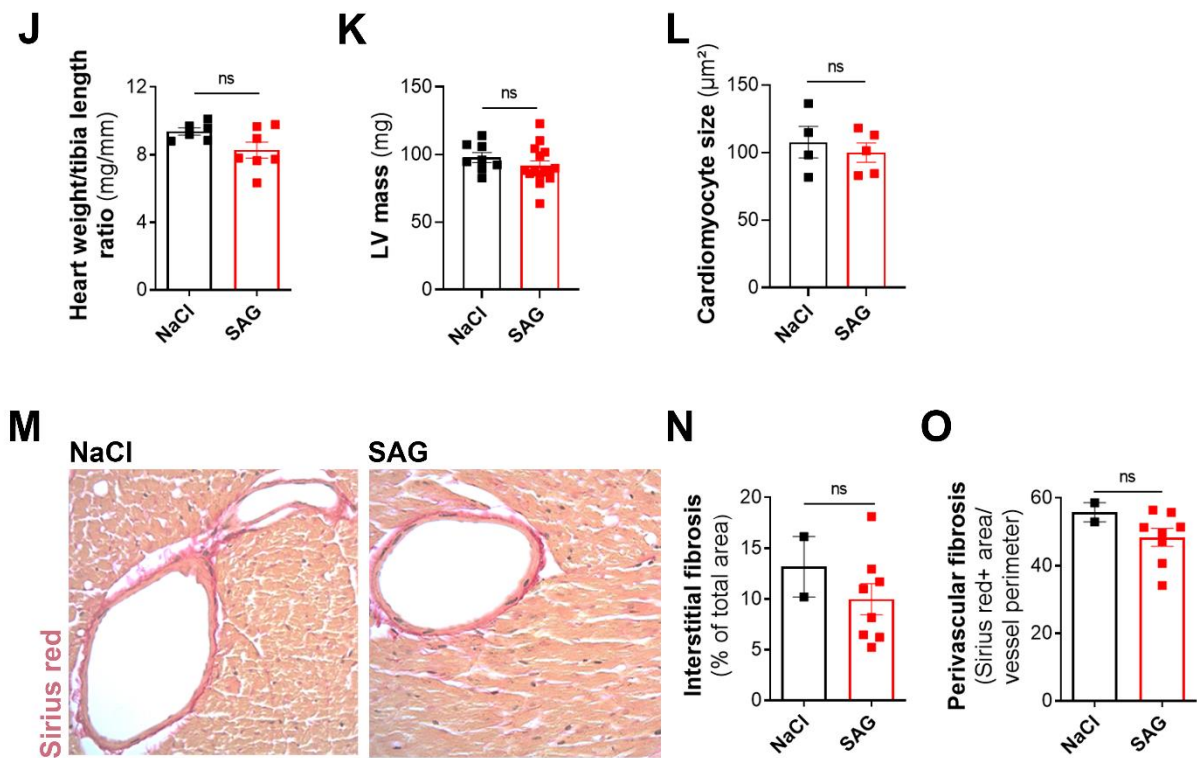 J
Heart weight/tibia length
ratio (mg/mm)
12
8
4
0
ns
NaCl
SAG
K
LV mass (mg)
150
100
50
0
ns
NaCl
SAG
L
Cardiomyocyte size (µm²)
150
100
50
0
ns
NaCl
SAG
M
NaCl
SAG
Sirius red
N
Interstitial fibrosis
(% of total area)
20
15
10
5
0
ns
NaCl
SAG
O
Perivascular fibrosis
(Sirius red+ area/
vessel perimeter)
60
40
20
0
ns
NaCl
SAG